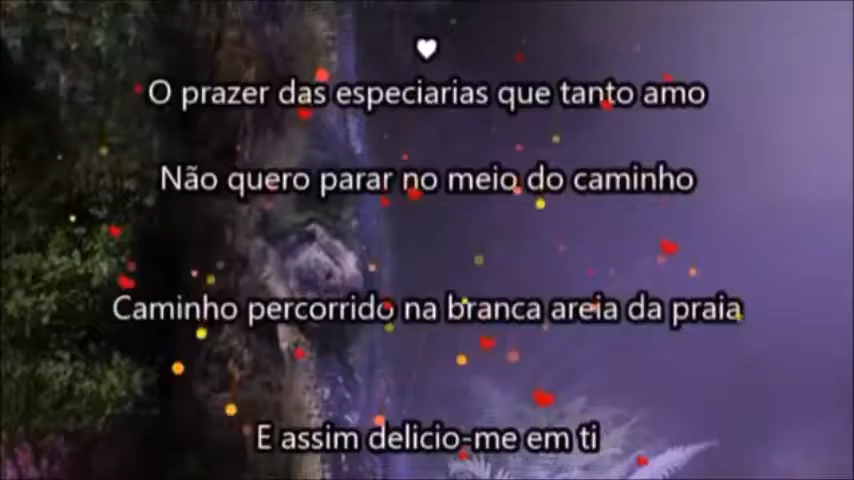 O prazer das especiarias que tanto amo
Não quero parar no meio do caminho
Caminho percorrido na branca areia da praia
E assim delicio-me em ti